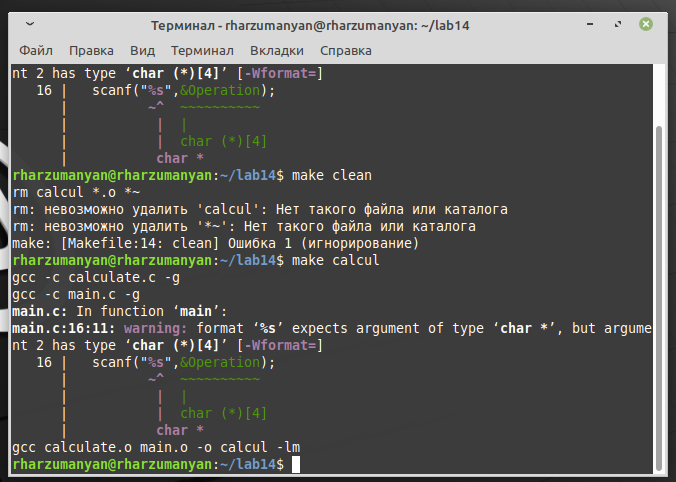 Терминал - rharzumanyan@rharzumanyan: ~/lab14
Файл Правка Вид Терминал Вкладки Справка
nt 2 has type ‘char (*)[4]’ [-Wformat=]
   16 |   scanf("%s",&Operation);
      |          ~^  ~~~~~~~~~~
      |           |  |
      |           |  char (*)[4]
      |           char *
rharzumanyan@rharzumanyan:~/lab14$ make clean
rm calcul *.o *~
rm: невозможно удалить 'calcul': Нет такого файла или каталога
rm: невозможно удалить '*~': Нет такого файла или каталога
make: [Makefile:14: clean] Ошибка 1 (игнорирование)
rharzumanyan@rharzumanyan:~/lab14$ make calcul
gcc -c calculate.c -g
gcc -c main.c -g
main.c: In function ‘main’:
main.c:16:11: warning: format ‘%s’ expects argument of type ‘char *’, but argume
nt 2 has type ‘char (*)[4]’ [-Wformat=]
   16 |   scanf("%s",&Operation);
      |          ~^  ~~~~~~~~~~
      |           |  |
      |           |  char (*)[4]
      |           char *
gcc calculate.o main.o -o calcul -lm
rharzumanyan@rharzumanyan:~/lab14$